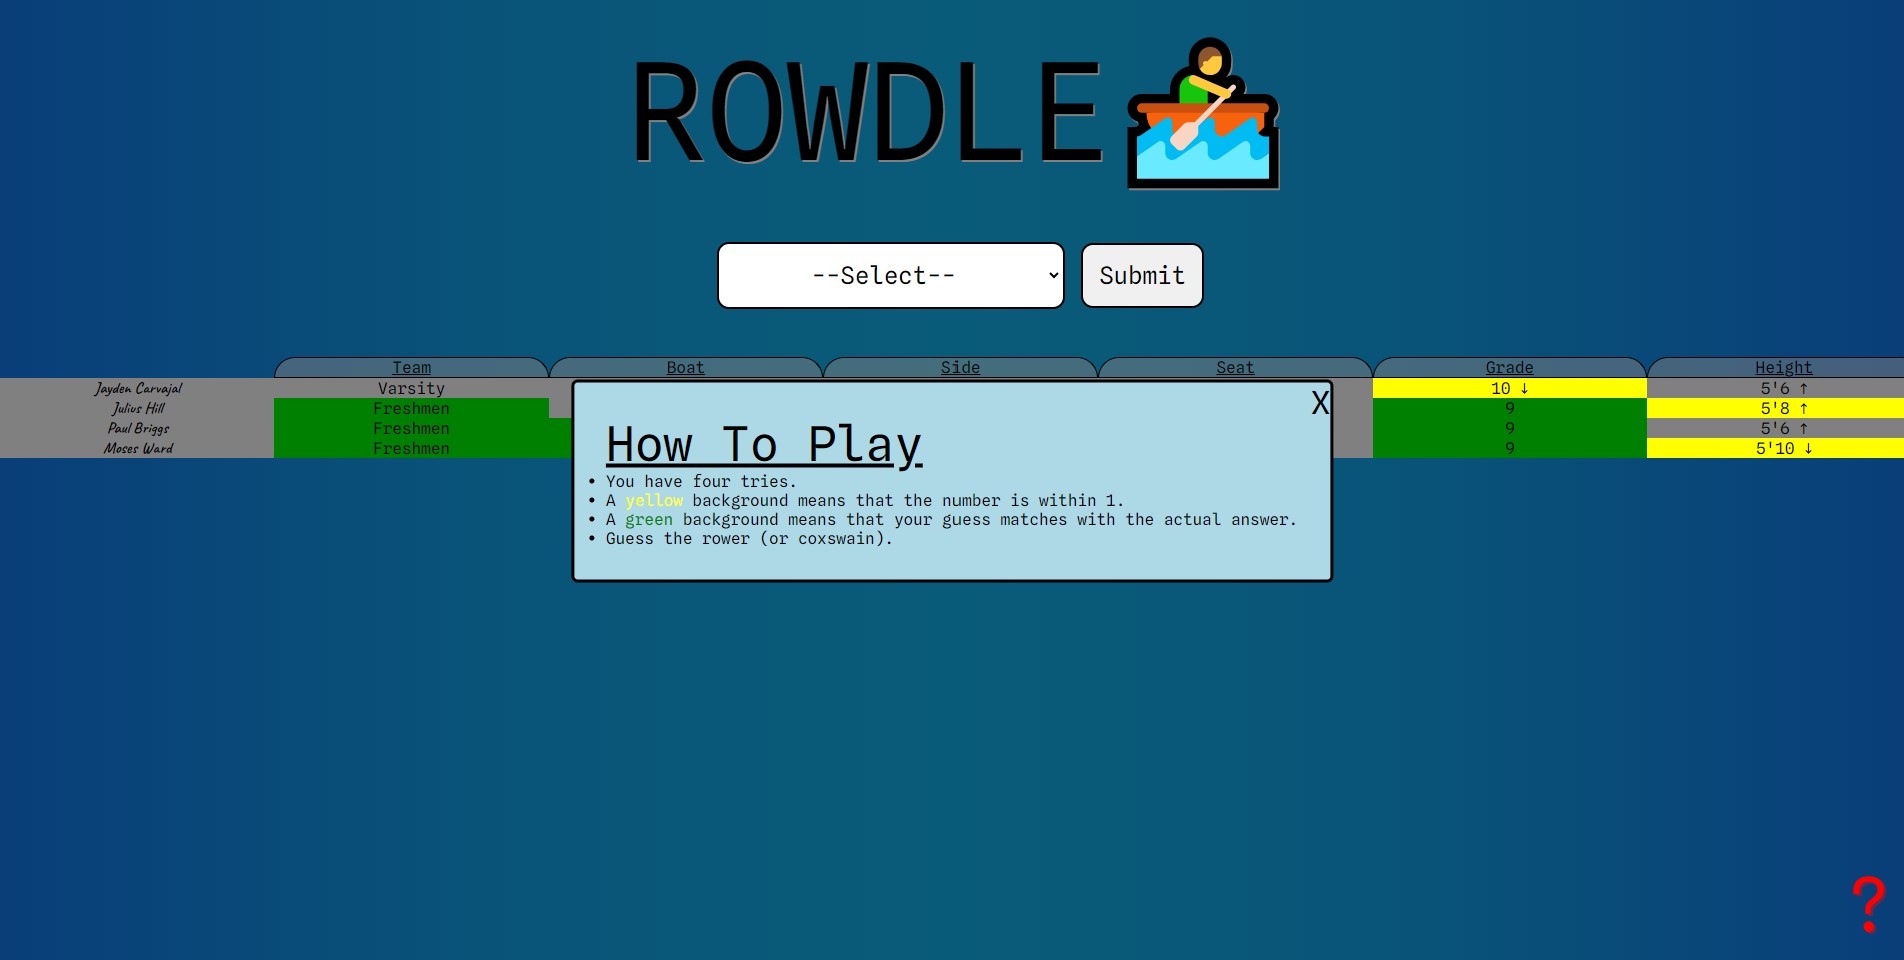 ROWDLE
--Select-- Submit
Team Boat Side Seat Grade Height
Jayden Carvajal Varsity 10 ↓ 5'6 ↑
Julius Hill Freshmen 9 5'8 ↑
Paul Briggs Freshmen 9 5'6 ↑
Moses Ward Freshmen 9 5'10 ↓
X
How To Play
• You have four tries.
• A yellow background means that the number is within 1.
• A green background means that your guess matches with the actual answer.
• Guess the rower (or coxswain).
?